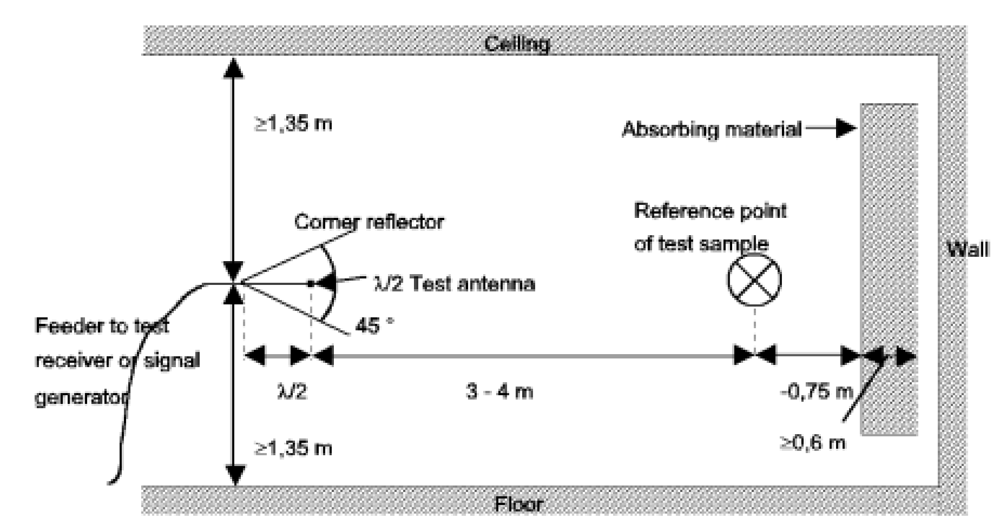 Ceiling
≥1,35 m
Absorbing material
Reference point
of test sample
Corner reflector
Wall
λ/2 Test antenna
45 °
Feeder to test
receiver or signal
generator
λ/2
3 - 4 m
-0,75 m
≥0,6 m
≥1,35 m
Floor